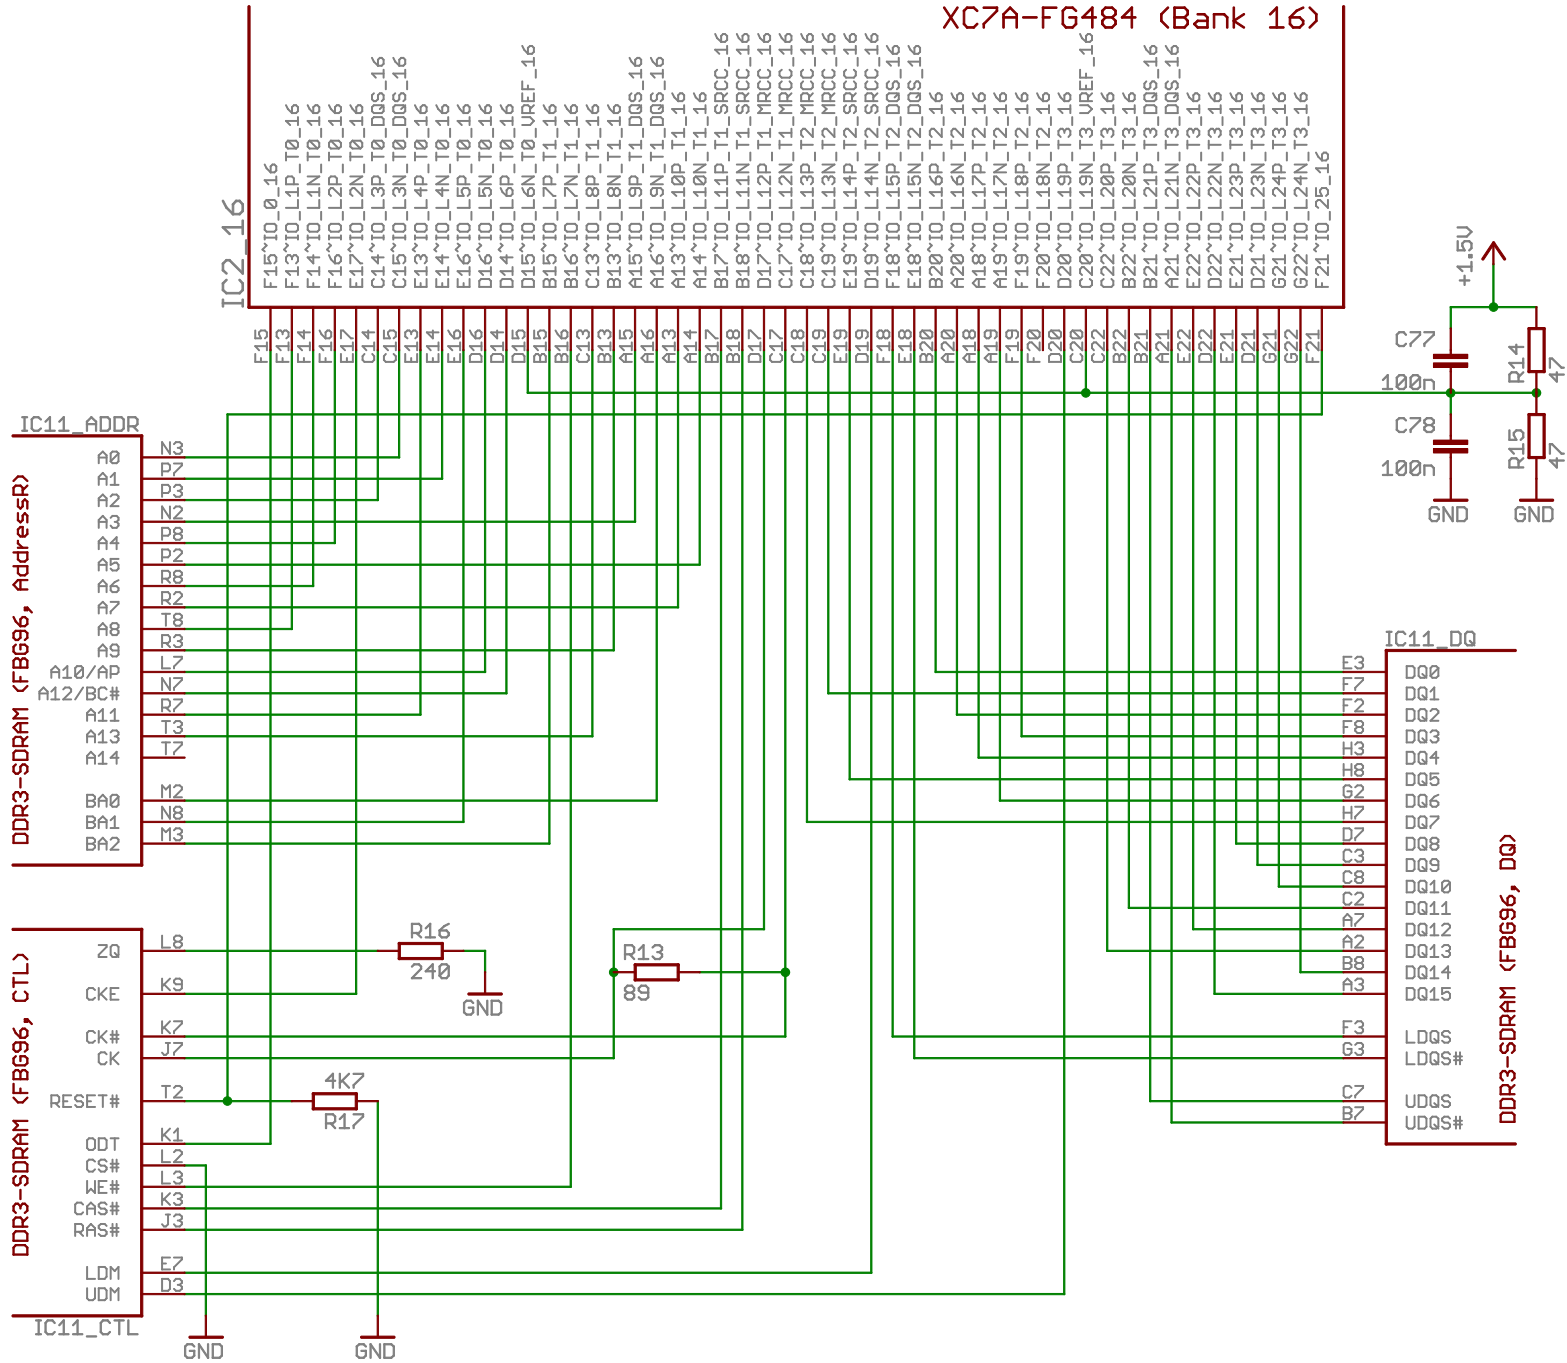 XC7A-FG484 (Bank 16)
IC2_16
F15~IO_0_16
F13~IO_L1P_T0_16
F14~IO_L1N_T0_16
F16~IO_L2P_T0_16
E17~IO_L2N_T0_16
C14~IO_L3P_T0_DQS_16
C15~IO_L3N_T0_DQS_16
E13~IO_L4P_T0_16
E14~IO_L4N_T0_16
E16~IO_L5P_T0_16
D16~IO_L5N_T0_16
D14~IO_L6P_T0_16
D15~IO_L6N_T0_VREF_16
B15~IO_L7P_T1_16
B16~IO_L7N_T1_16
C13~IO_L8P_T1_16
B13~IO_L8N_T1_16
A15~IO_L9P_T1_DQS_16
A16~IO_L9N_T1_DQS_16
A13~IO_L10P_T1_16
A14~IO_L10N_T1_16
B17~IO_L11P_T1_SRCC_16
B18~IO_L11N_T1_SRCC_16
D17~IO_L12P_T1_MRCC_16
C17~IO_L12N_T1_MRCC_16
C18~IO_L13P_T2_MRCC_16
C19~IO_L13N_T2_MRCC_16
E19~IO_L14P_T2_SRCC_16
D19~IO_L14N_T2_SRCC_16
F18~IO_L15P_T2_DQS_16
E18~IO_L15N_T2_DQS_16
B20~IO_L16P_T2_16
A20~IO_L16N_T2_16
A18~IO_L17P_T2_16
A19~IO_L17N_T2_16
F19~IO_L18P_T2_16
F20~IO_L18N_T2_16
D20~IO_L19P_T3_16
C20~IO_L19N_T3_VREF_16
C22~IO_L20P_T3_16
B22~IO_L20N_T3_16
B21~IO_L21P_T3_DQS_16
A21~IO_L21N_T3_DQS_16
E22~IO_L22P_T3_16
D22~IO_L22N_T3_16
E21~IO_L23P_T3_16
D21~IO_L23N_T3_16
G21~IO_L24P_T3_16
G22~IO_L24N_T3_16
F21~IO_25_16
F15
F13
F14
F16
E17
C14
C15
E13
E14
E16
D16
D14
D15
B15
B16
C13
B13
A15
A16
A13
A14
B17
B18
D17
C17
C18
C19
E19
D19
F18
E18
B20
A20
A18
A19
F19
F20
D20
C20
C22
B22
B21
A21
E22
D22
E21
D21
G21
G22
F21
+1.5V
C77
100n
R14
47
C78
100n
R15
47
GND
GND
IC11_ADDR
DDR3-SDRAM (FBG96, AddressR)
A0 N3
A1 P7
A2 P3
A3 N2
A4 P8
A5 P2
A6 R8
A7 R2
A8 T8
A9 R3
A10/AP L7
A12/BC# N7
A11 R7
A13 T3
A14 T7
BA0 M2
BA1 N8
BA2 M3
DDR3-SDRAM (FBG96, CTL)
ZQ L8
CKE K9
CK# K7
CK J7
RESET# T2
ODT K1
CS# L2
WE# L3
CAS# K3
RAS# J3
LDM E7
UDM D3
IC11_CTL
R16
240
GND
R13
89
4K7
R17
GND
GND
IC11_DQ
E3 DQ0
F7 DQ1
F2 DQ2
F8 DQ3
H3 DQ4
H8 DQ5
G2 DQ6
H7 DQ7
D7 DQ8
C3 DQ9
C8 DQ10
C2 DQ11
A7 DQ12
A2 DQ13
B8 DQ14
A3 DQ15
F3 LDQS
G3 LDQS#
C7 UDQS
B7 UDQS#
DDR3-SDRAM (FBG96, DQ)